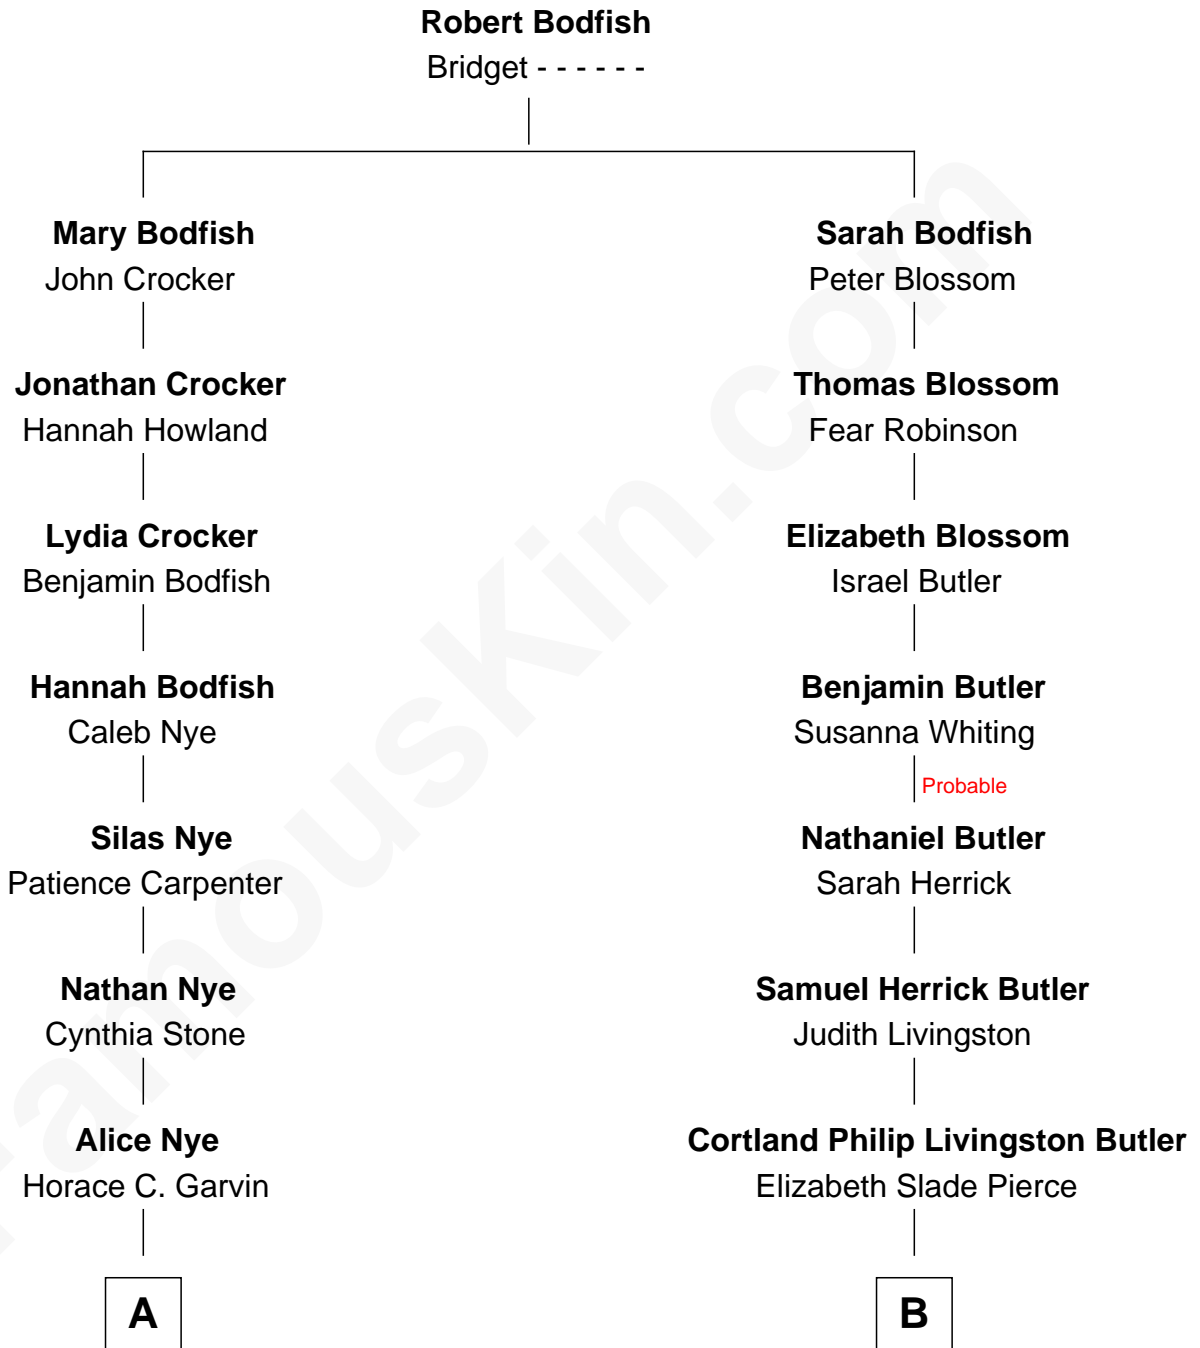 Robert Bodfish
Bridget - - - - - -
Mary Bodfish
John Crocker
Sarah Bodfish
Peter Blossom
Jonathan Crocker
Hannah Howland
Thomas Blossom
Fear Robinson
Lydia Crocker
Benjamin Bodfish
Elizabeth Blossom
Israel Butler
Hannah Bodfish
Caleb Nye
Benjamin Butler
Susanna Whiting
Probable
Silas Nye
Patience Carpenter
Nathaniel Butler
Sarah Herrick
Nathan Nye
Cynthia Stone
Samuel Herrick Butler
Judith Livingston
Alice Nye
Horace C. Garvin
Cortland Philip Livingston Butler
Elizabeth Slade Pierce
A
B
FamousKin.com